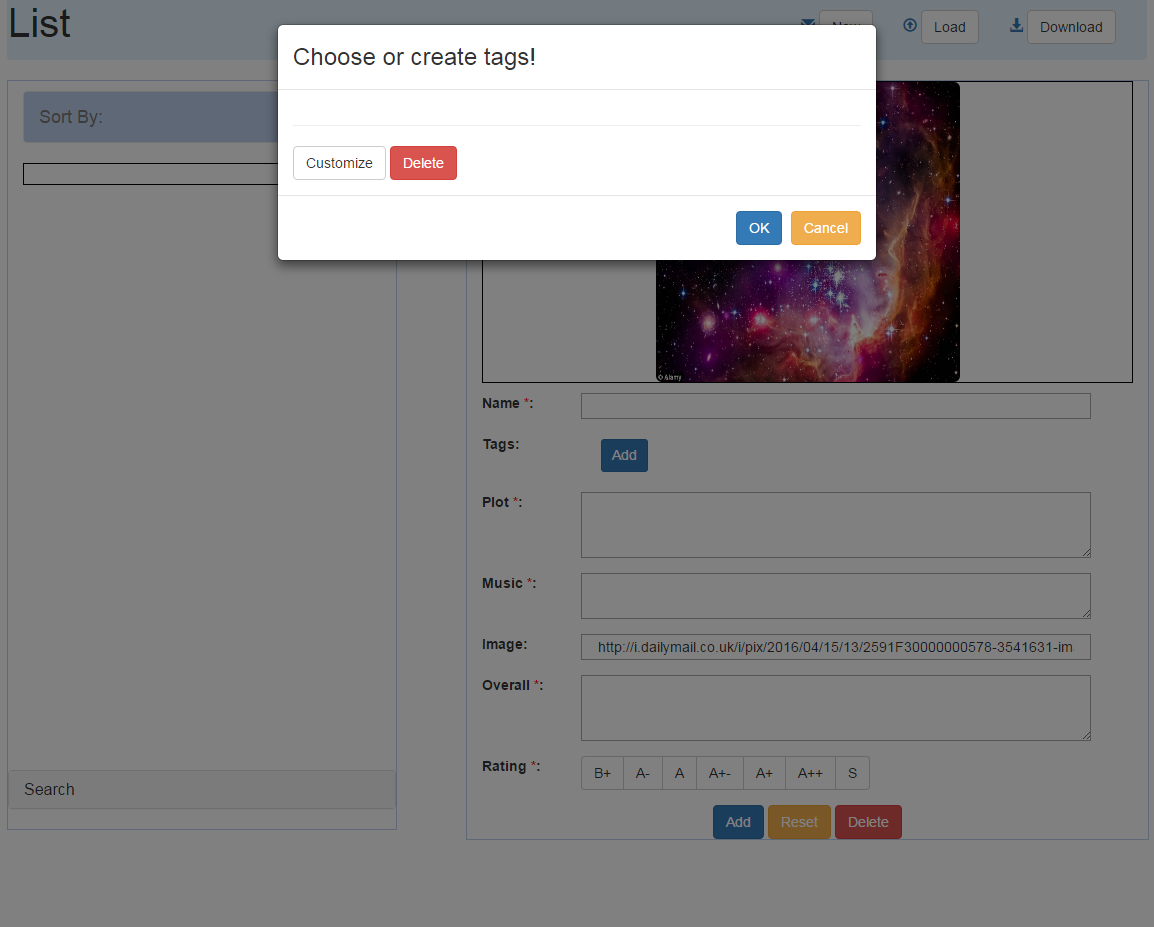 List
New
Load
Download
Choose or create tags!
Customize
Delete
OK
Cancel
Sort By:
Search
© Alamy
Name *:
Tags:
Add
Plot *:
Music *:
Image:
http://i.dailymail.co.uk/i/pix/2016/04/15/13/2591F30000000578-3541631-im
Overall *:
Rating *:
B+ A- A A+- A+ A++ S
Add Reset Delete